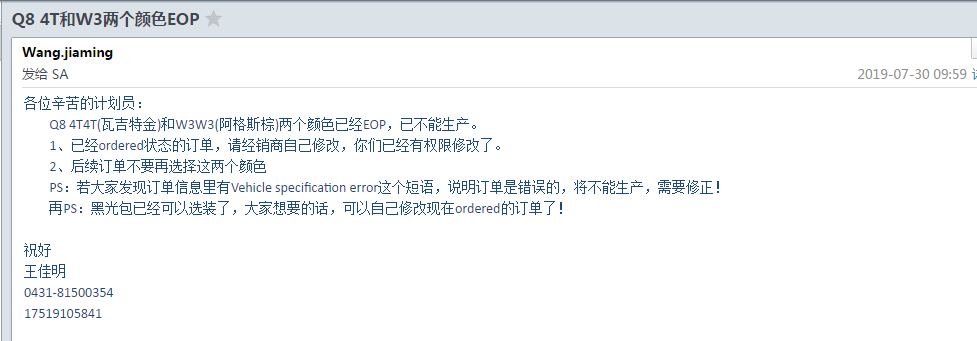 Q8 4T和W3两个颜色EOP
Wang.jiaming
发给 SA
2019-07-30 09:59
各位辛苦的计划员：
Q8 4T4T(瓦吉特金)和W3W3(阿格斯棕)两个颜色已经EOP，已不能生产。
1、已经ordered状态的订单，请经销商自己修改，你们已经有权限修改了。
2、后续订单不要再选择这两个颜色
PS：若大家发现订单信息里有Vehicle specification error这个短语，说明订单是错误的，将不能生产，需要修正！
再PS：黑光包已经可以选装了，大家想要的话，可以自己修改现在ordered的订单了！
祝好
王佳明
0431-81500354
17519105841